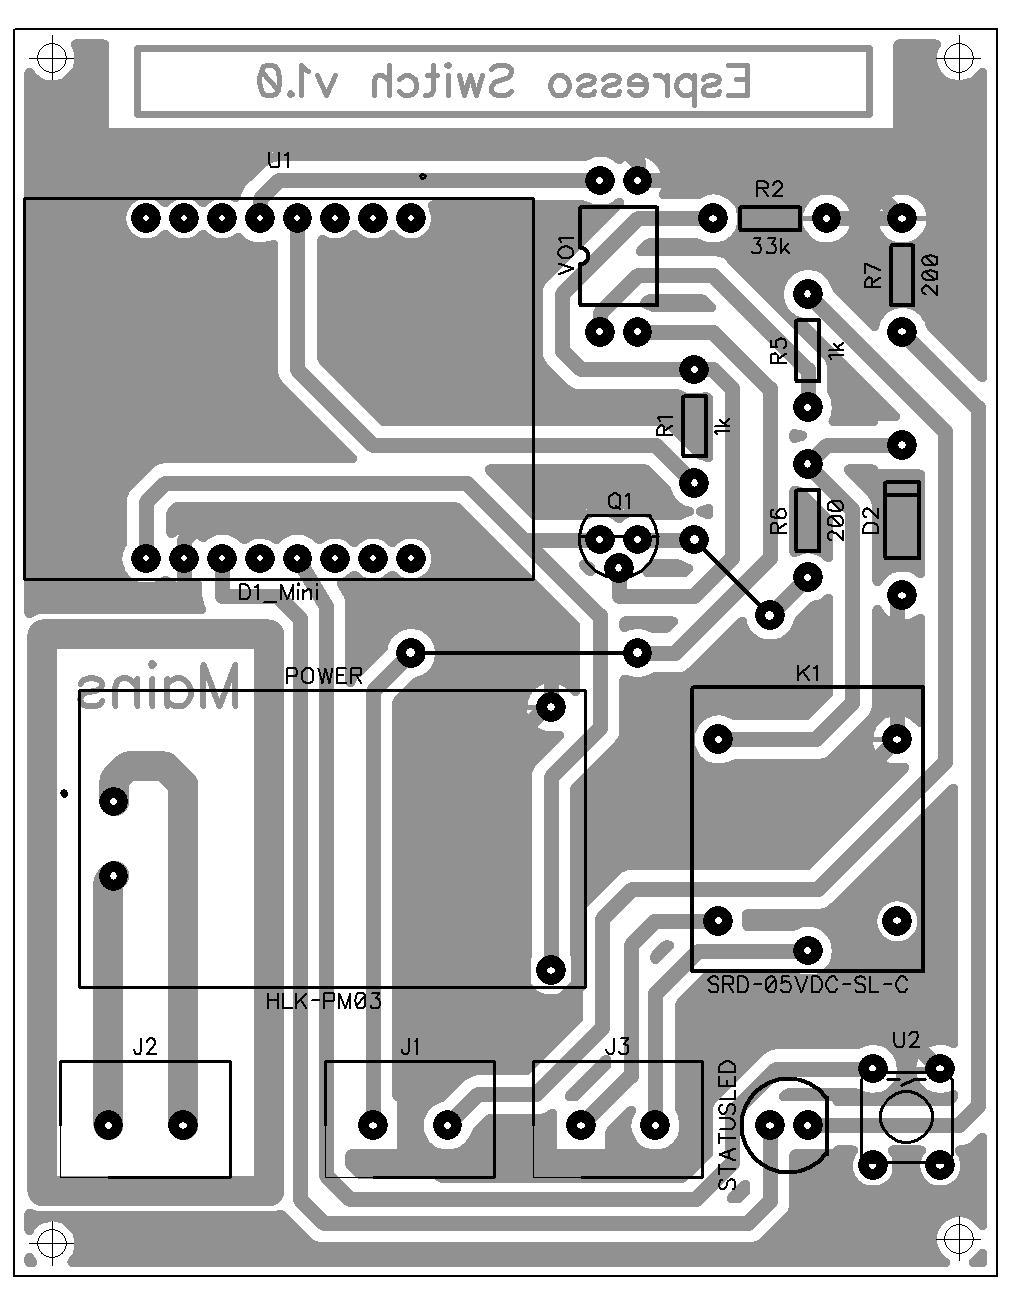 Espresso Switch v1.0
U1
R2
33k
VO1
R7
200
R5
1k
R1
1k
Q1
R6
200
D2
D1_Mini
POWER
Mains
K1
SRD-05VDC-SL-C
HLK-PM03
J2
J1
J3
STATUSLED
U2